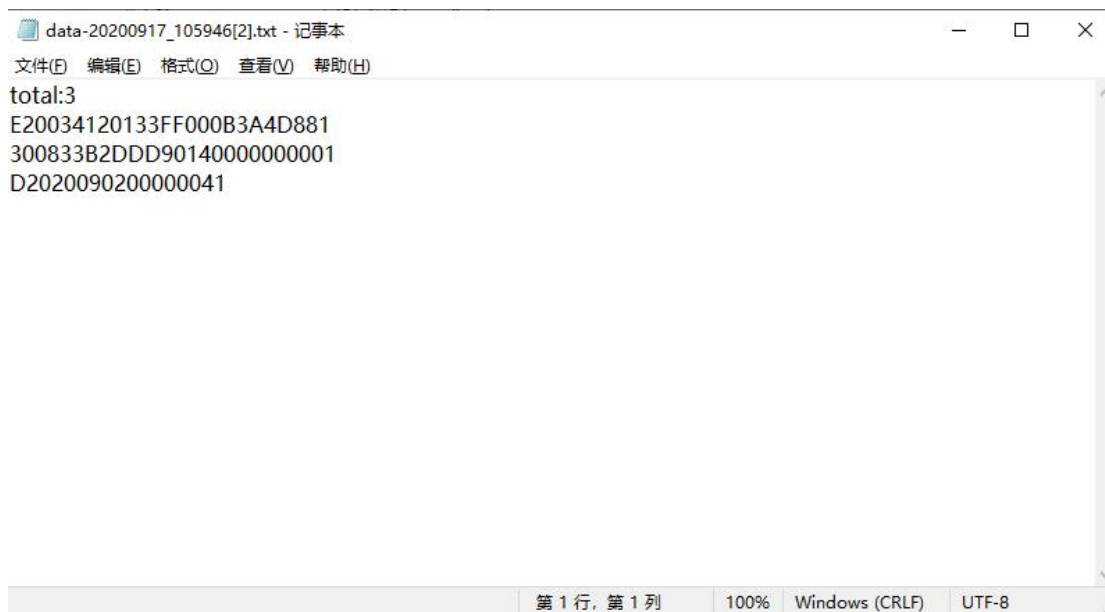 data-20200917_105946[2].txt - 记事本
文件(F) 编辑(E) 格式(O) 查看(V) 帮助(H)
total:3
E20034120133FF000B3A4D881
300833B2DDD90140000000001
D2020090200000041
第 1 行, 第 1 列 100% Windows (CRLF) UTF-8